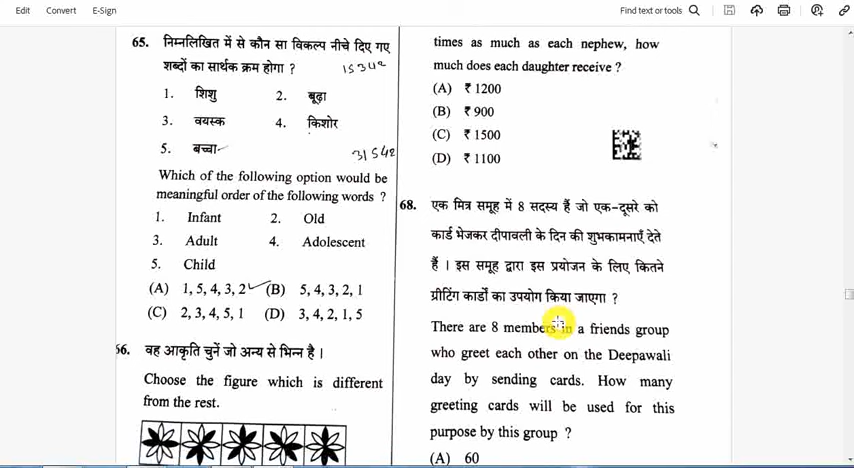 Edit Convert E-Sign
Find text or tools
65. निम्नलिखित में से कौन सा विकल्प नीचे दिए गए
शब्दों का सार्थक क्रम होगा ?
15342
1. शिशु 2. बूढ़ा
3. वयस्क 4. किशोर
5. बच्चा
31542
Which of the following option would be
meaningful order of the following words ?
1. Infant 2. Old
3. Adult 4. Adolescent
5. Child
(A) 1, 5, 4, 3, 2 (B) 5, 4, 3, 2, 1
(C) 2, 3, 4, 5, 1 (D) 3, 4, 2, 1, 5
66. वह आकृति चुनें जो अन्य से भिन्न है ।
Choose the figure which is different
from the rest.
times as much as each nephew, how
much does each daughter receive ?
(A) ₹ 1200
(B) ₹ 900
(C) ₹ 1500
(D) ₹ 1100
68. एक मित्र समूह में 8 सदस्य हैं जो एक-दूसरे को
कार्ड भेजकर दीपावली के दिन की शुभकामनाएँ देते
हैं । इस समूह द्वारा इस प्रयोजन के लिए कितने
ग्रीटिंग कार्डों का उपयोग किया जाएगा ?
There are 8 members in a friends group
who greet each other on the Deepawali
day by sending cards. How many
greeting cards will be used for this
purpose by this group ?
(A) 60